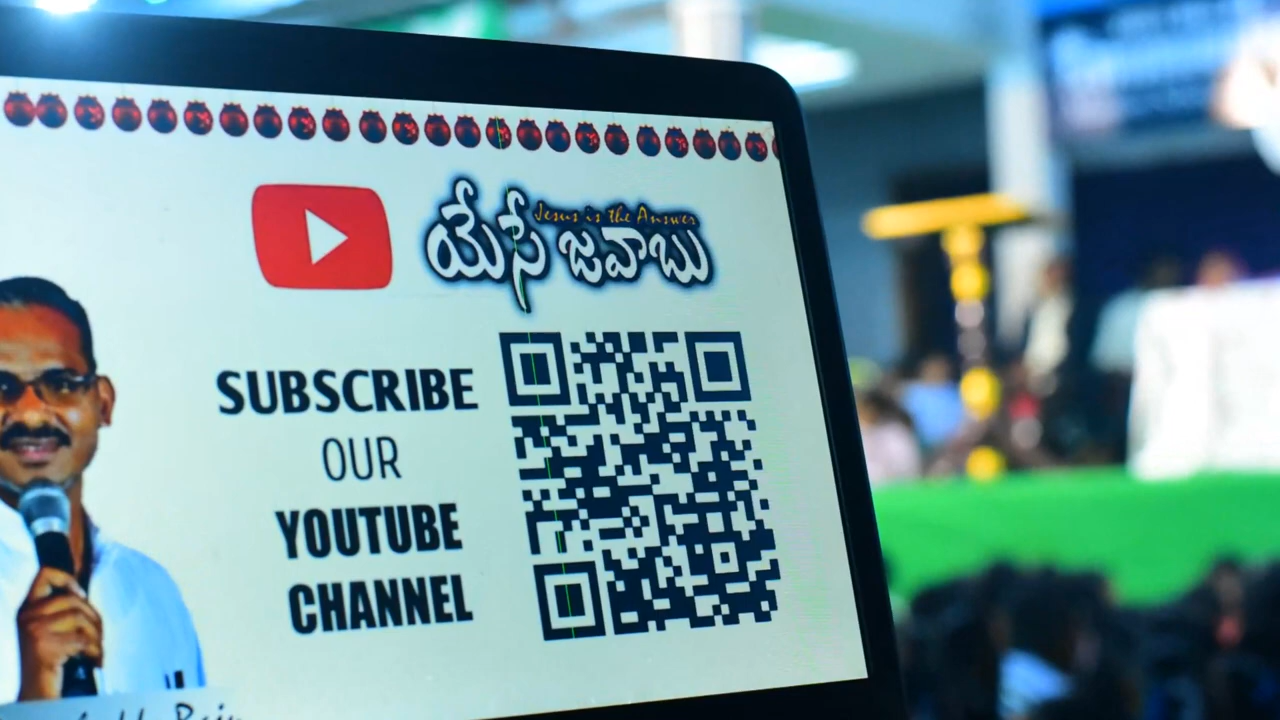 Jesus is the Answer
యేసే జవాబు
SUBSCRIBE
OUR
YOUTUBE
CHANNEL